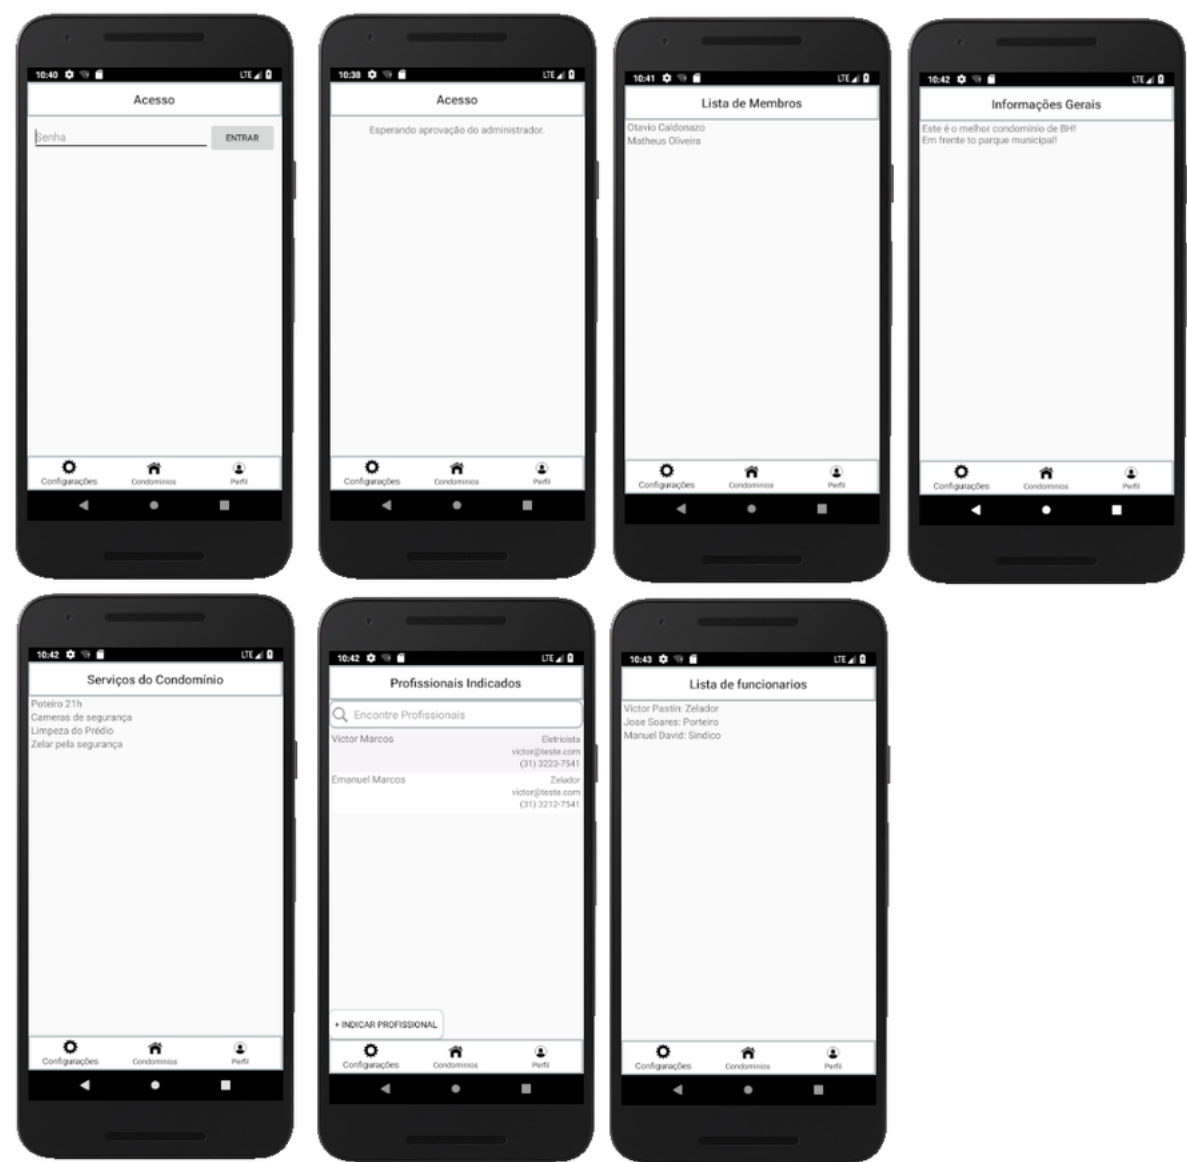 10:40 LTE
Acesso
Senha ENTRAR
Configurações Condominios Perfil
10:38 LTE
Acesso
Esperando aprovação do administrador.
Configurações Condominios Perfil
10:41 LTE
Lista de Membros
Otavio Caldonazo
Matheus Oliveira
Configurações Condominios Perfil
10:42 LTE
Informações Gerais
Este é o melhor condominio de BH!
Em frente to parque municipal!
Configurações Condominios Perfil
10:42 LTE
Serviços do Condomínio
Poteiro 21h
Cameras de segurança
Limpeza do Prédio
Zelar pela segurança
Configurações Condominios Perfil
10:42 LTE
Profissionais Indicados
Encontre Profissionais
Victor Marcos Eletricista
victor@teste.com
(31) 3223-7541
Emanuel Marcos Zelador
victor@teste.com
(31) 3212-7541
+ INDICAR PROFISSIONAL
Configurações Condominios Perfil
10:43 LTE
Lista de funcionarios
Victor Pastin: Zelador
Jose Soares: Porteiro
Manuel David: Sindico
Configurações Condominios Perfil